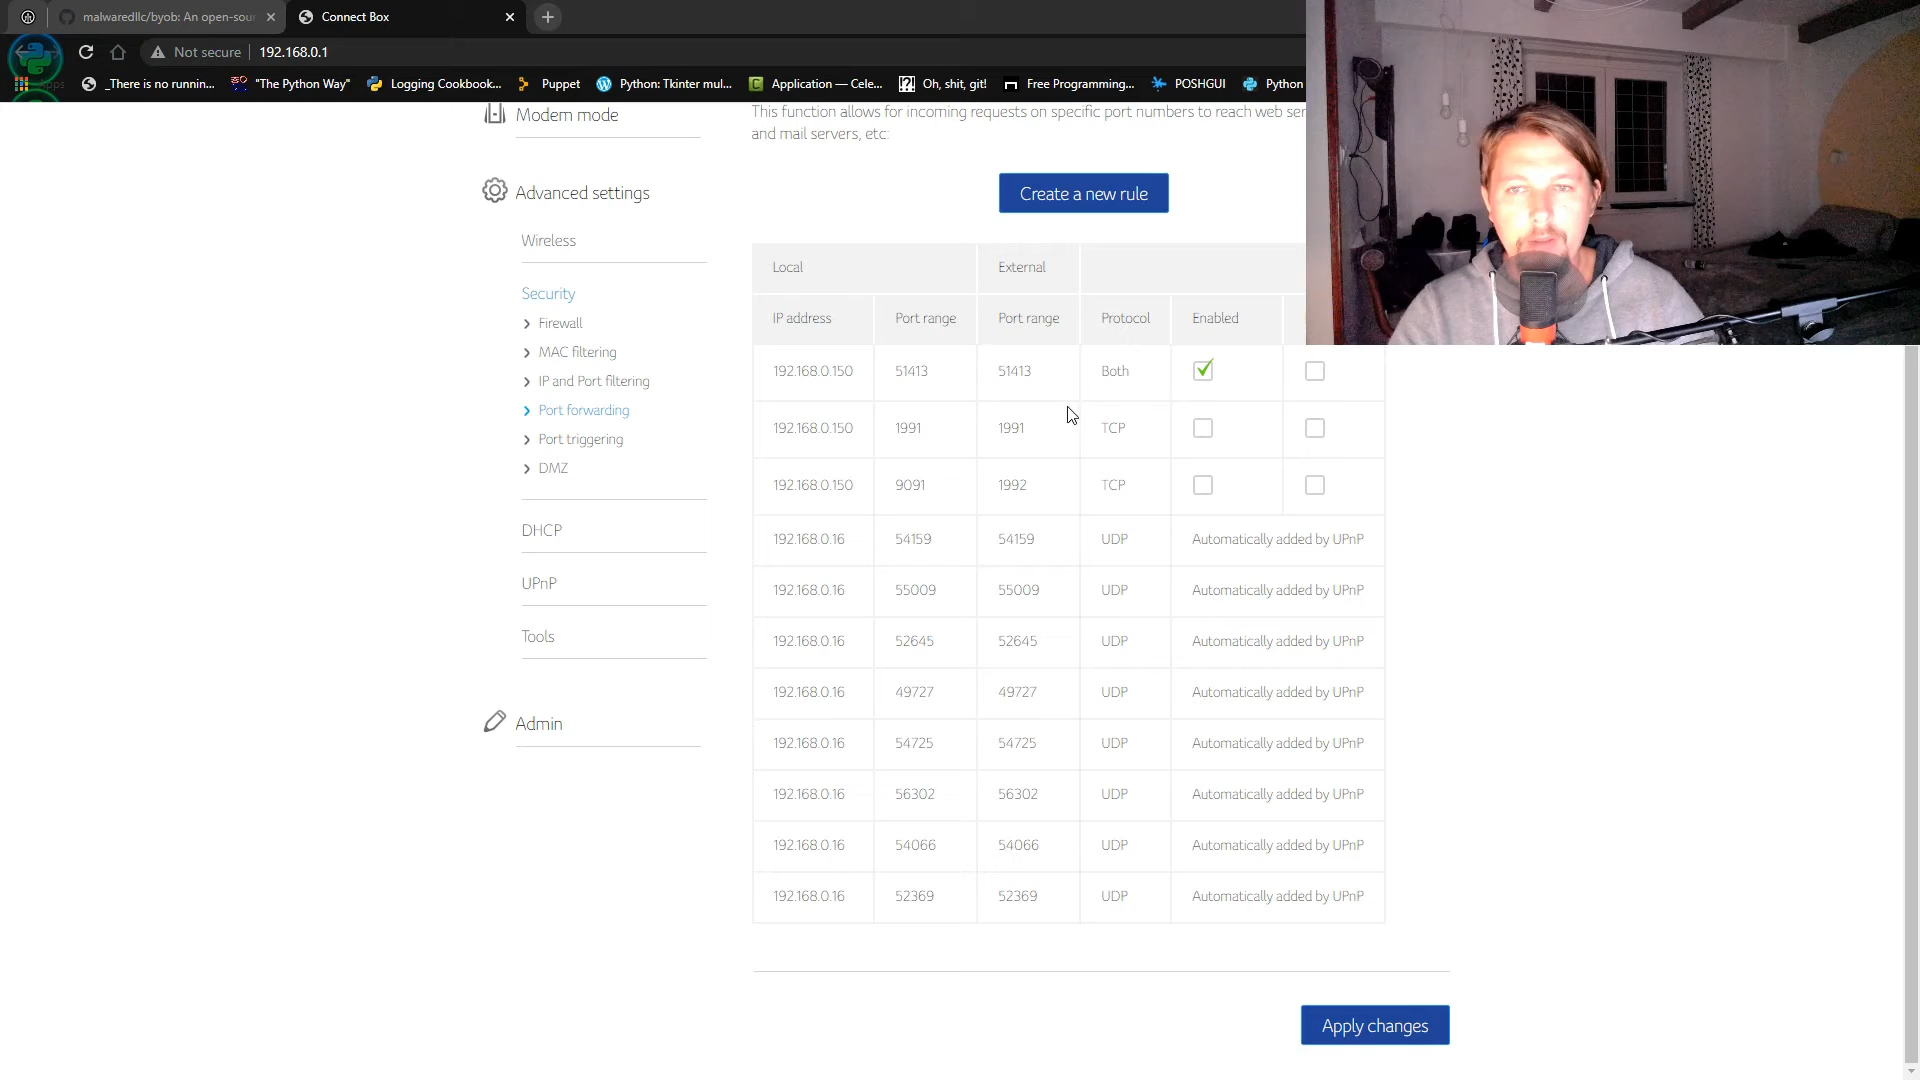 malwaredllc/byob: An open-sour
Connect Box
Not secure
192.168.0.1
Apps
_There is no runnin...
"The Python Way"
Logging Cookbook...
Puppet
Python: Tkinter mul...
Application — Cele...
Oh, shit, git!
Free Programming...
POSHGUI
Python
Modem mode
Advanced settings
Wireless
Security
Firewall
MAC filtering
IP and Port filtering
Port forwarding
Port triggering
DMZ
DHCP
UPnP
Tools
Admin
This function allows for incoming requests on specific port numbers to reach web ser
and mail servers, etc:
Create a new rule
Local External
IP address Port range Port range Protocol Enabled
192.168.0.150 51413 51413 Both
192.168.0.150 1991 1991 TCP
192.168.0.150 9091 1992 TCP
192.168.0.16 54159 54159 UDP Automatically added by UPnP
192.168.0.16 55009 55009 UDP Automatically added by UPnP
192.168.0.16 52645 52645 UDP Automatically added by UPnP
192.168.0.16 49727 49727 UDP Automatically added by UPnP
192.168.0.16 54725 54725 UDP Automatically added by UPnP
192.168.0.16 56302 56302 UDP Automatically added by UPnP
192.168.0.16 54066 54066 UDP Automatically added by UPnP
192.168.0.16 52369 52369 UDP Automatically added by UPnP
Apply changes